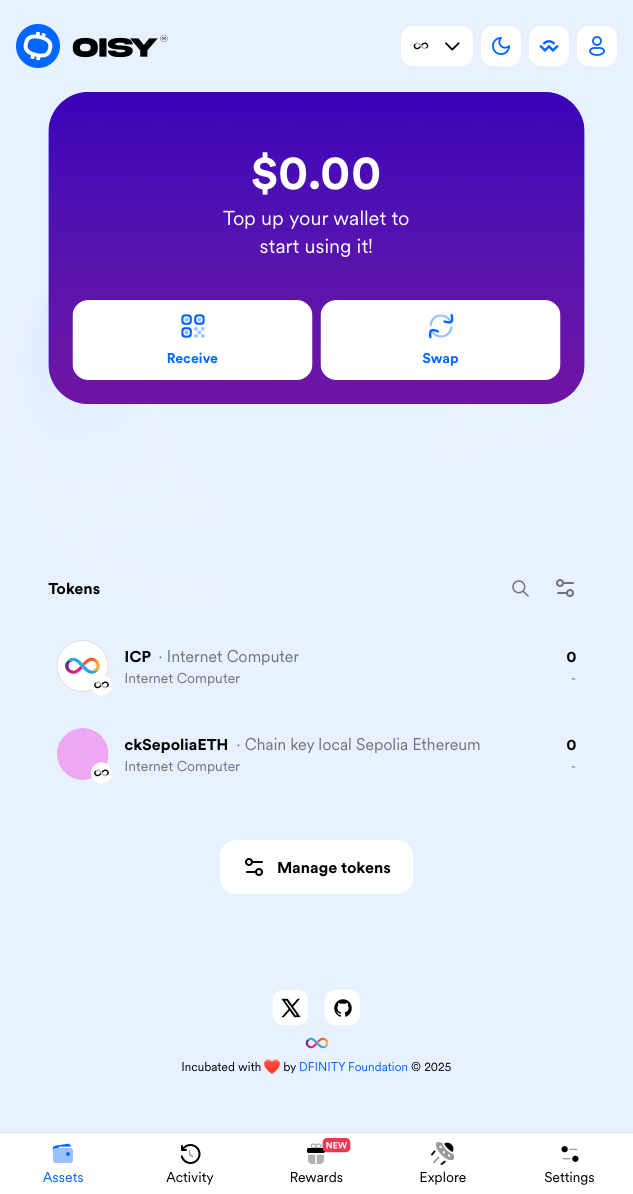 OISY
$0.00
Top up your wallet to
start using it!
Receive
Swap
Tokens
ICP · Internet Computer
0
Internet Computer
-
ckSepoliaETH · Chain key local Sepolia Ethereum
0
Internet Computer
-
Manage tokens
Incubated with ❤️ by DFINITY Foundation © 2025
NEW
Assets
Activity
Rewards
Explore
Settings